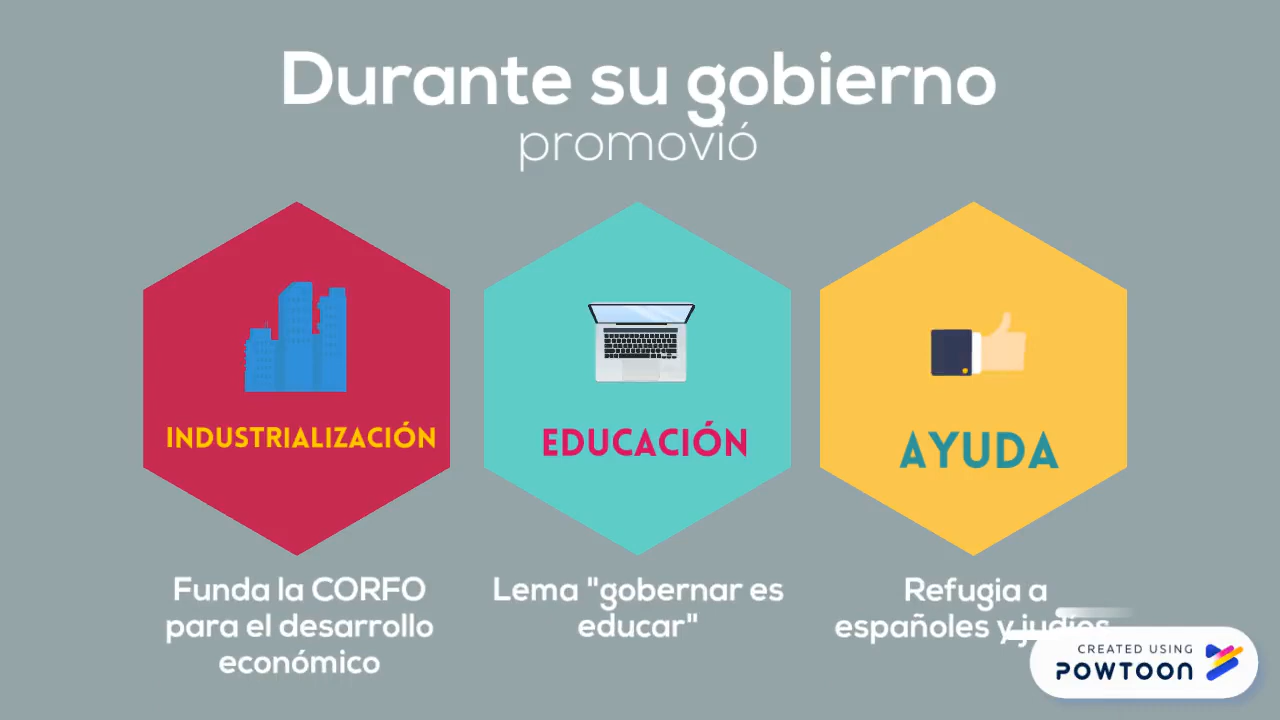 Durante su gobierno
promovió
INDUSTRIALIZACIÓN
EDUCACIÓN
AYUDA
Funda la CORFO
para el desarrollo
económico
Lema "gobernar es
educar"
Refugia a
españoles y judíos
CREATED USING
POWTOON